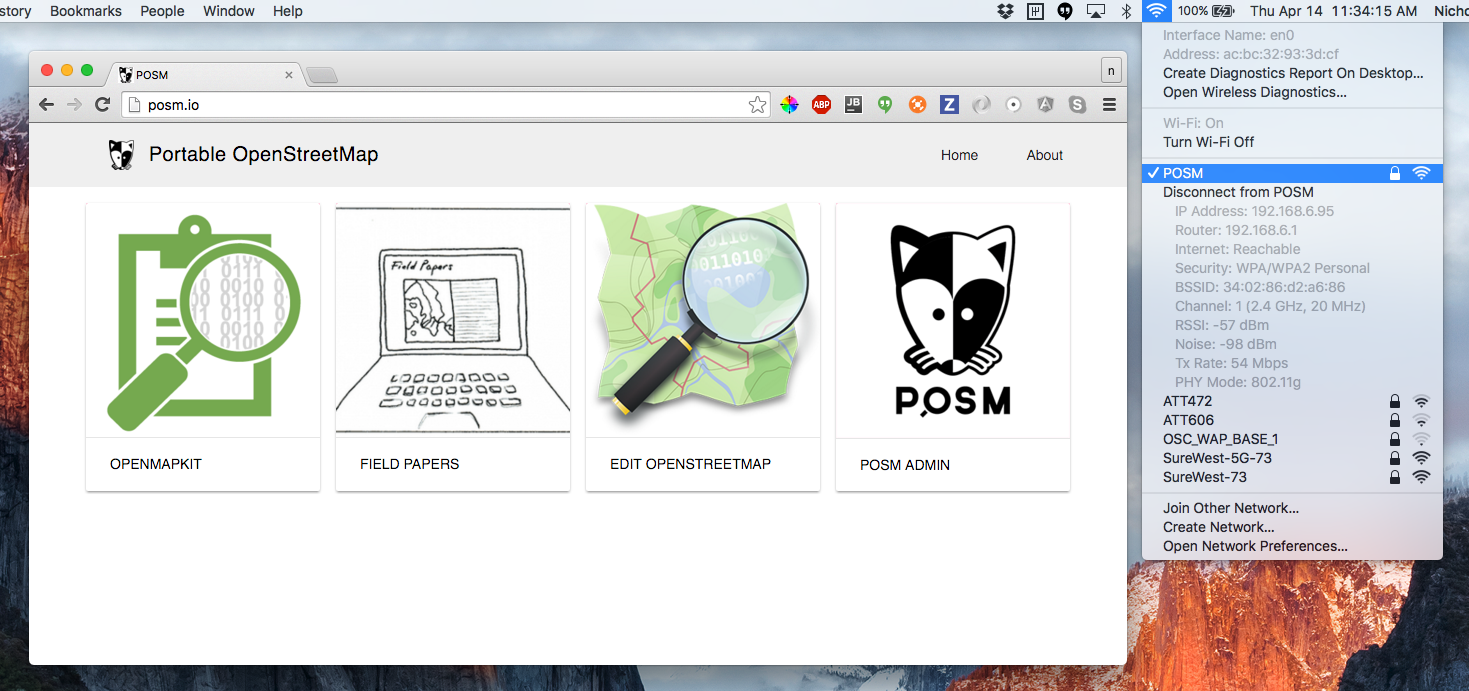 story Bookmarks People Window Help 100% Thu Apr 14 11:34:15 AM Nicho
POSM
n
posm.io
ABP JB Z S
Portable OpenStreetMap
Home About
OPENMAPKIT
Field Papers
FIELD PAPERS
EDIT OPENSTREETMAP
POSM
POSM ADMIN
Interface Name: en0
Address: ac:bc:32:93:3d:cf
Create Diagnostics Report On Desktop...
Open Wireless Diagnostics...
Wi-Fi: On
Turn Wi-Fi Off
POSM
Disconnect from POSM
IP Address: 192.168.6.95
Router: 192.168.6.1
Internet: Reachable
Security: WPA/WPA2 Personal
BSSID: 34:02:86:d2:a6:86
Channel: 1 (2.4 GHz, 20 MHz)
RSSI: -57 dBm
Noise: -98 dBm
Tx Rate: 54 Mbps
PHY Mode: 802.11g
ATT472
ATT606
OSC_WAP_BASE_1
SureWest-5G-73
SureWest-73
Join Other Network...
Create Network...
Open Network Preferences...